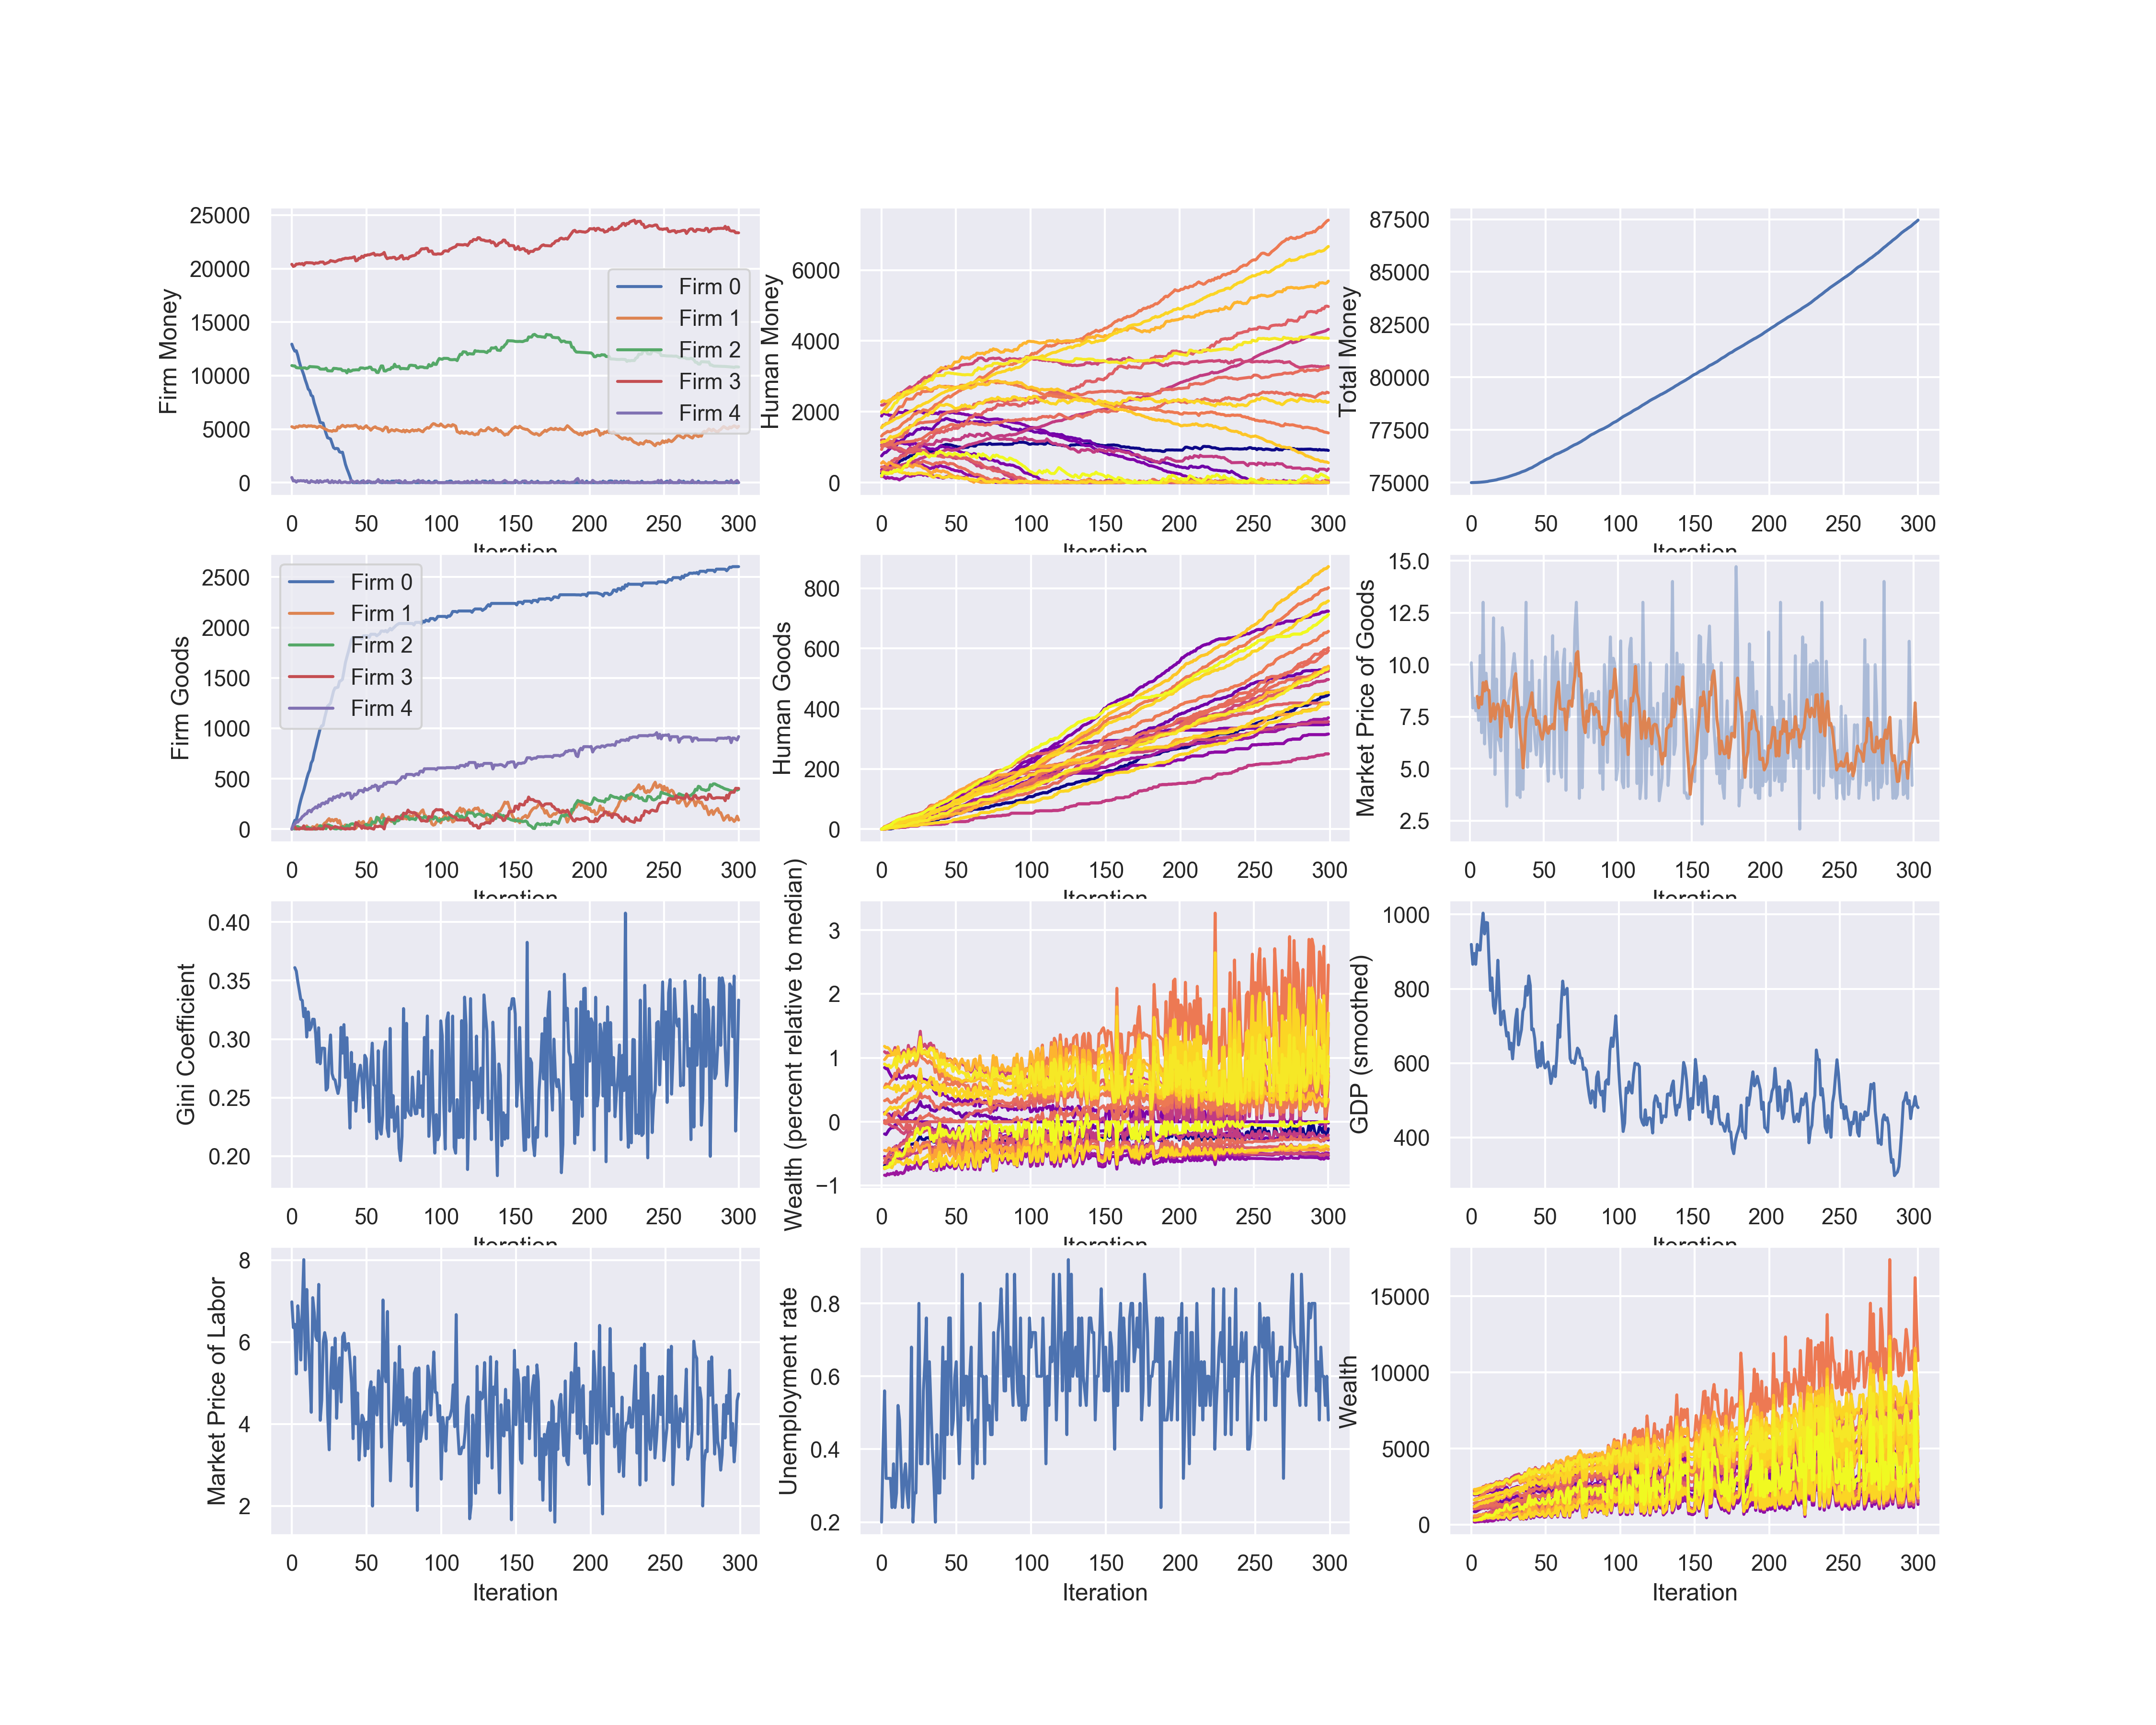 Firm Money
25000
20000
15000
10000
5000
0
Firm 0
Firm 1
Firm 2
Firm 3
Firm 4
0 50 100 150 200 250 300
Iteration
Human Money
6000
4000
2000
0
0 50 100 150 200 250 300
Iteration
Total Money
87500
85000
82500
80000
77500
75000
0 50 100 150 200 250 300
Iteration
Firm Goods
2500
2000
1500
1000
500
0
Firm 0
Firm 1
Firm 2
Firm 3
Firm 4
0 50 100 150 200 250 300
Iteration
Human Goods
800
600
400
200
0
0 50 100 150 200 250 300
Iteration
Market Price of Goods
15.0
12.5
10.0
7.5
5.0
2.5
0 50 100 150 200 250 300
Iteration
Gini Coefficient
0.40
0.35
0.30
0.25
0.20
0 50 100 150 200 250 300
Iteration
Wealth (percent relative to median)
3
2
1
0
−1
0 50 100 150 200 250 300
Iteration
GDP (smoothed)
1000
800
600
400
0 50 100 150 200 250 300
Iteration
Market Price of Labor
8
6
4
2
0 50 100 150 200 250 300
Iteration
Unemployment rate
0.8
0.6
0.4
0.2
0 50 100 150 200 250 300
Iteration
Wealth
15000
10000
5000
0
0 50 100 150 200 250 300
Iteration